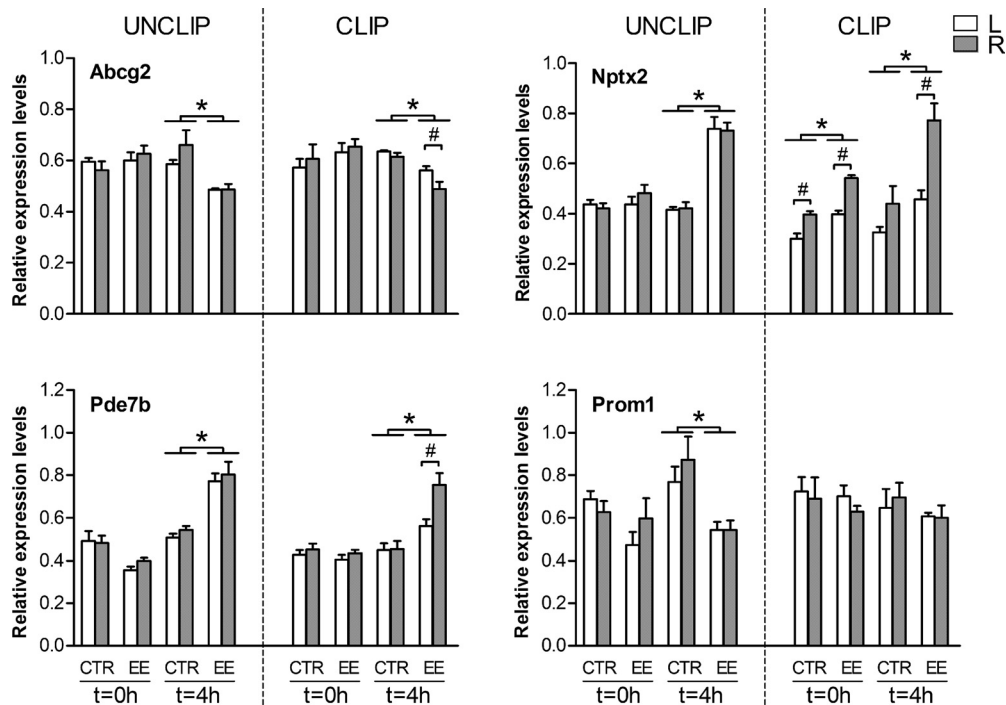 UNCLIP CLIP
Abcg2
Relative expression levels
1.0
0.8
0.6
0.4
0.2
0.0
*
*
#
UNCLIP CLIP
L
R
Nptx2
Relative expression levels
1.0
0.8
0.6
0.4
0.2
0.0
*
*
*
#
#
#
Pde7b
Relative expression levels
1.2
1.0
0.8
0.6
0.4
0.2
0.0
*
*
#
CTR EE CTR EE CTR EE CTR EE
t=0h t=4h t=0h t=4h
Prom1
Relative expression levels
1.2
1.0
0.8
0.6
0.4
0.2
0.0
*
CTR EE CTR EE CTR EE CTR EE
t=0h t=4h t=0h t=4h